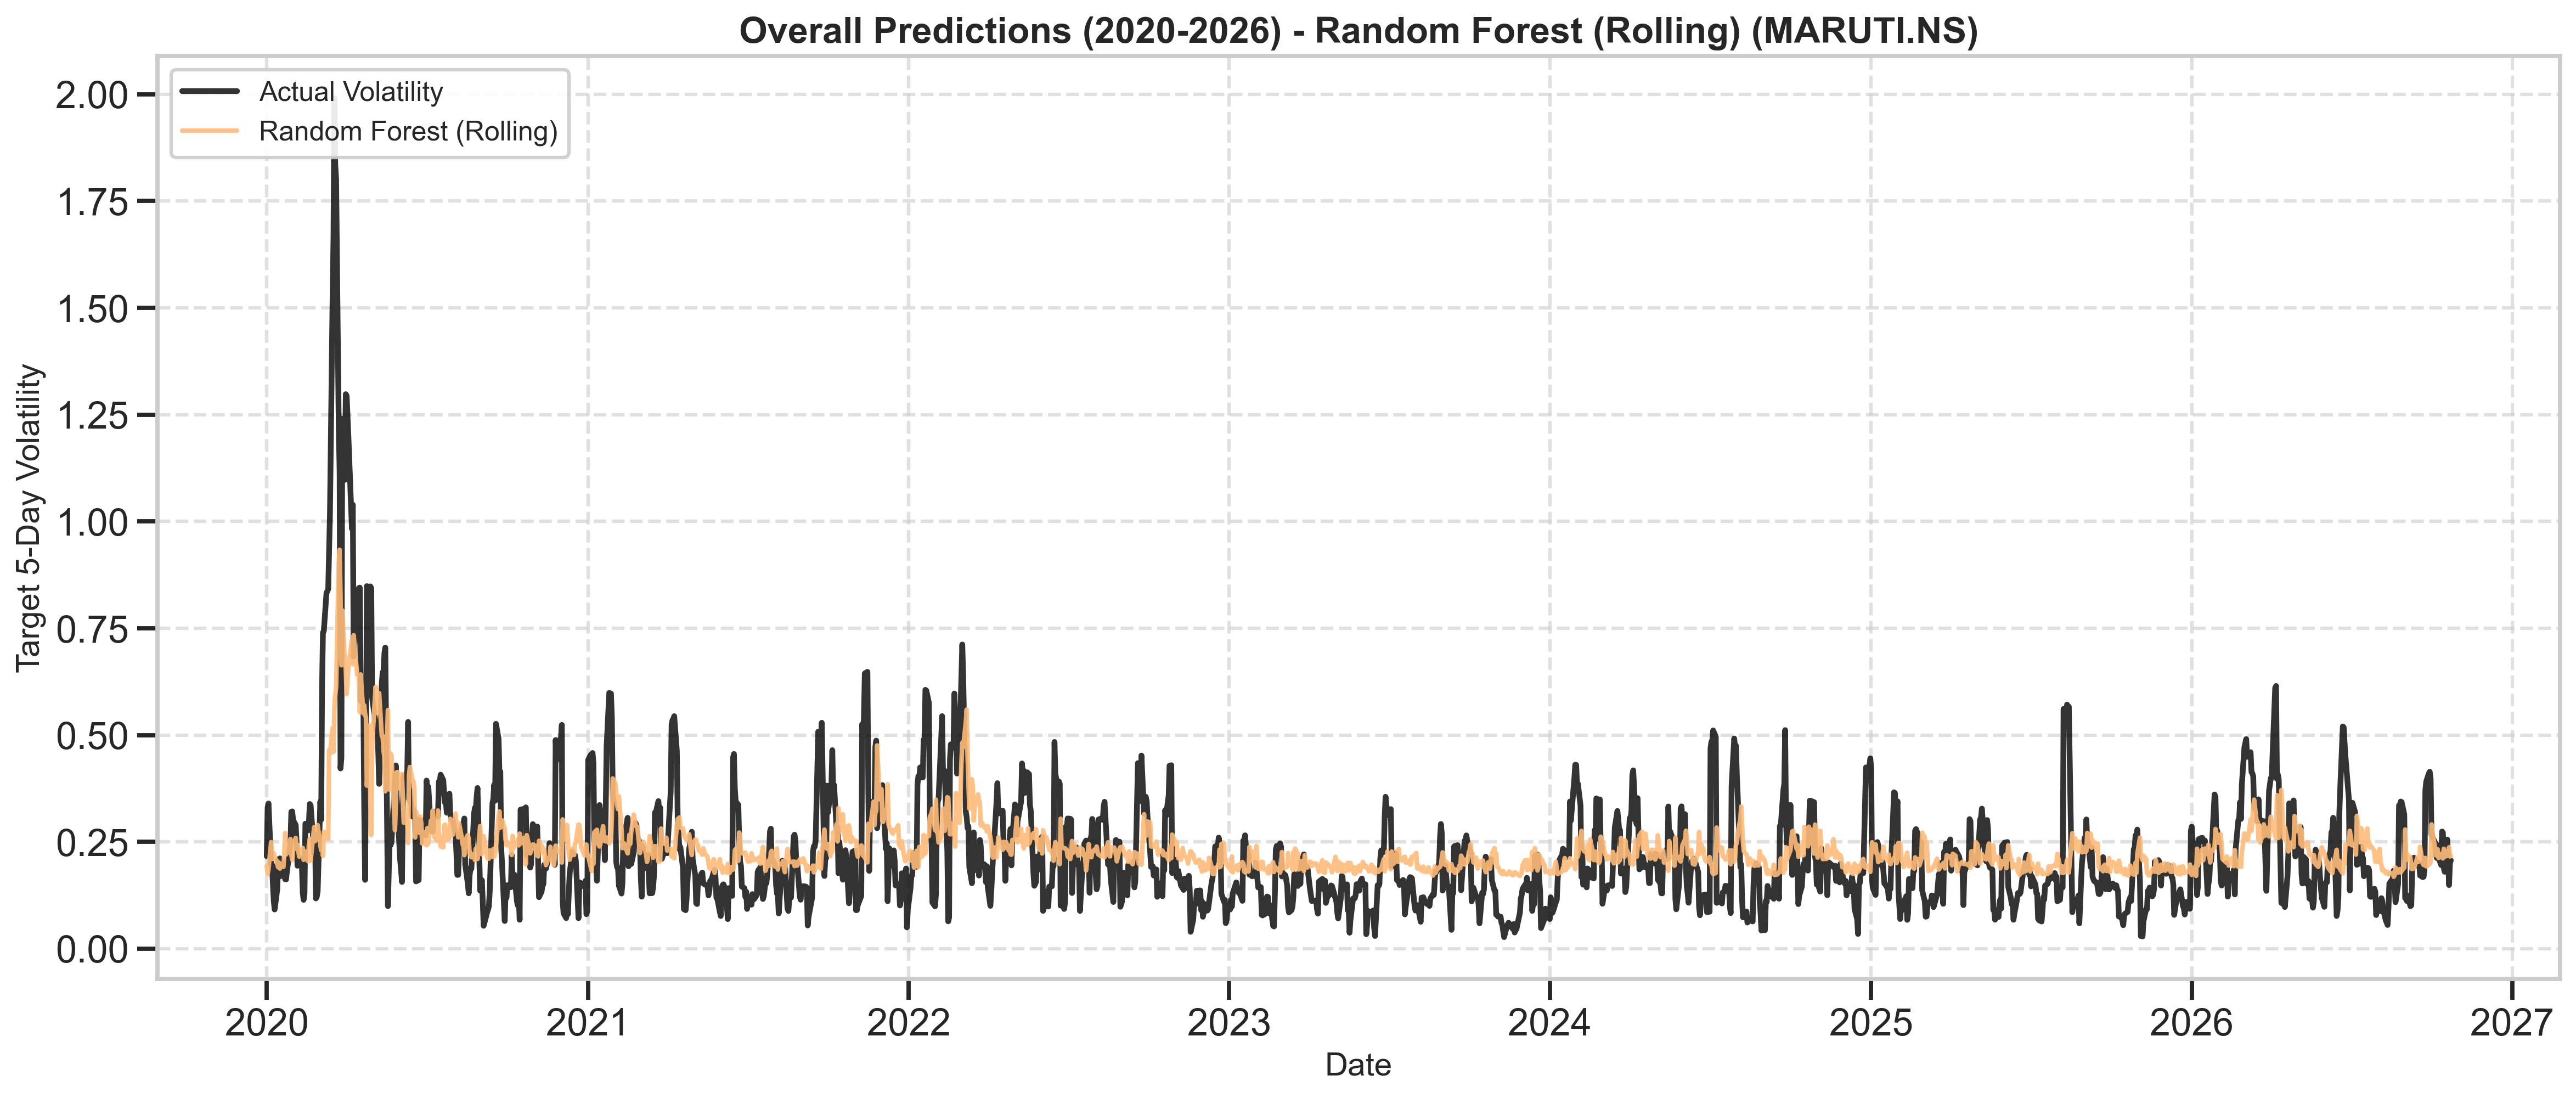 Overall Predictions (2020-2026) - Random Forest (Rolling) (MARUTI.NS)
Actual Volatility
Random Forest (Rolling)
Target 5-Day Volatility
2.00
1.75
1.50
1.25
1.00
0.75
0.50
0.25
0.00
2020 2021 2022 2023 2024 2025 2026 2027
Date